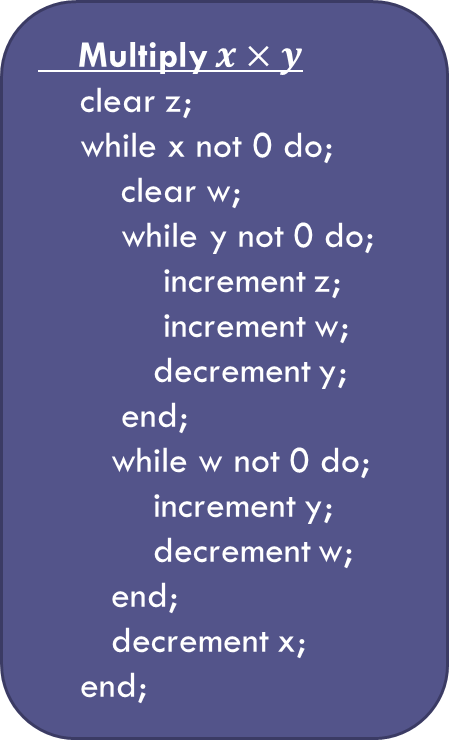 Multiply 𝑥 × 𝑦
clear z;
while x not 0 do;
clear w;
while y not 0 do;
increment z;
increment w;
decrement y;
end;
while w not 0 do;
increment y;
decrement w;
end;
decrement x;
end;